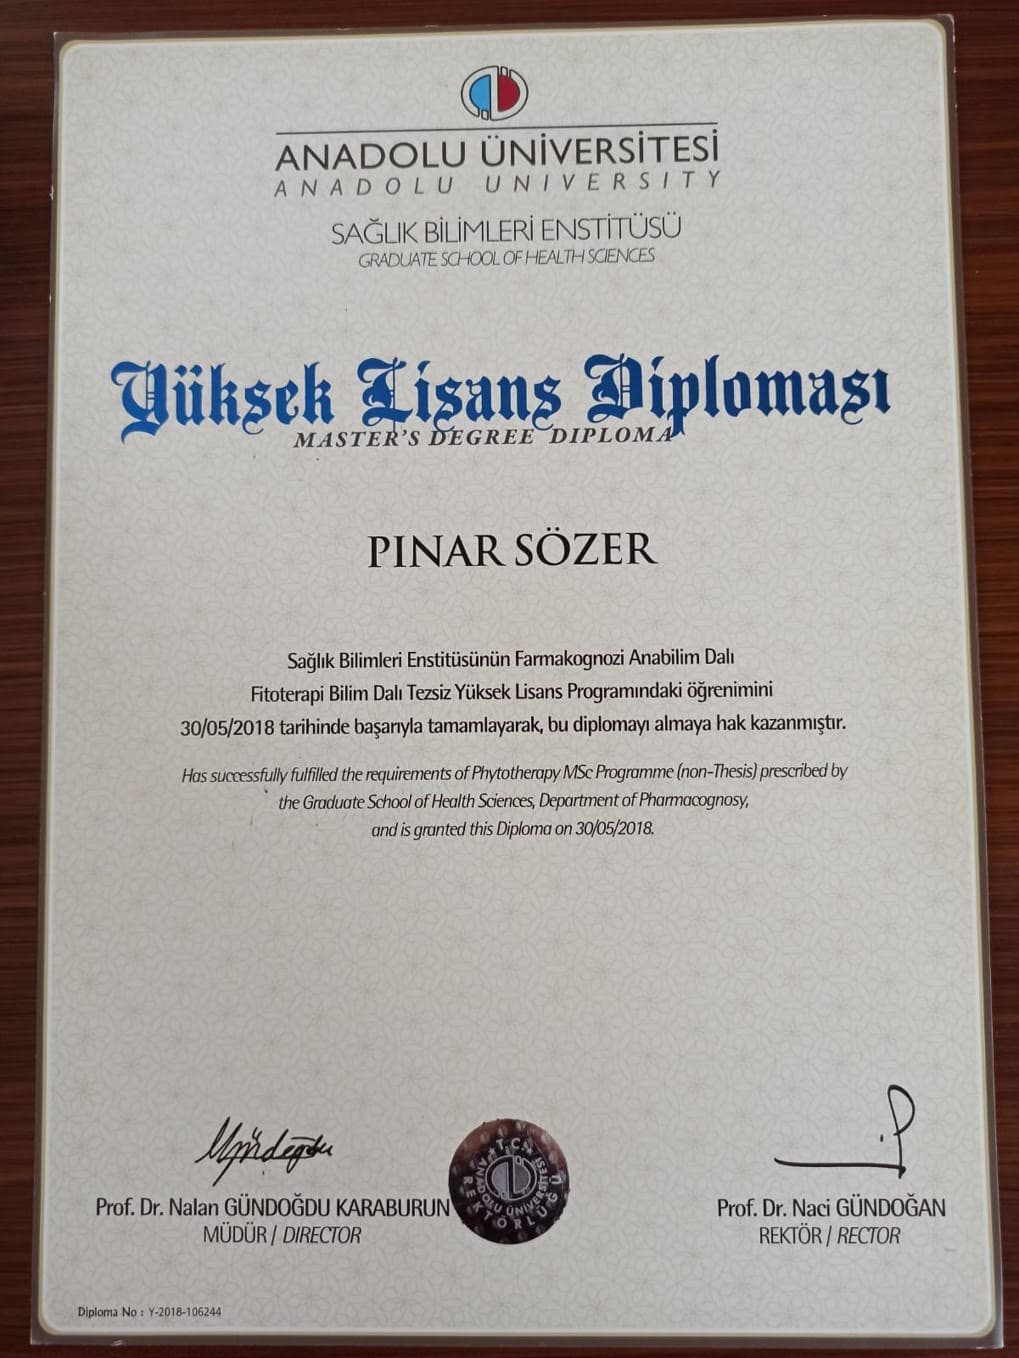 ANADOLU ÜNİVERSİTESİ
ANADOLU UNIVERSITY
SAĞLIK BİLİMLERİ ENSTİTÜSÜ
GRADUATE SCHOOL OF HEALTH SCIENCES
Yüksek Lisans Diploması
MASTER'S DEGREE DIPLOMA
PINAR SÖZER
Sağlık Bilimleri Enstitüsünün Farmakognozi Anabilim Dalı
Fitoterapi Bilim Dalı Tezsiz Yüksek Lisans Programındaki öğrenimini
30/05/2018 tarihinde başarıyla tamamlayarak, bu diplomayı almaya hak kazanmıştır.
Has successfully fulfilled the requirements of Phytotherapy MSc Programme (non-Thesis) prescribed by
the Graduate School of Health Sciences, Department of Pharmacognosy,
and is granted this Diploma on 30/05/2018.
T.C.
ANADOLU ÜNİVERSİTESİ
REKTÖRLÜĞÜ
Prof. Dr. Nalan GÜNDOĞDU KARABURUN
MÜDÜR / DIRECTOR
Prof. Dr. Naci GÜNDOĞAN
REKTÖR / RECTOR
Diploma No : Y-2018-106244